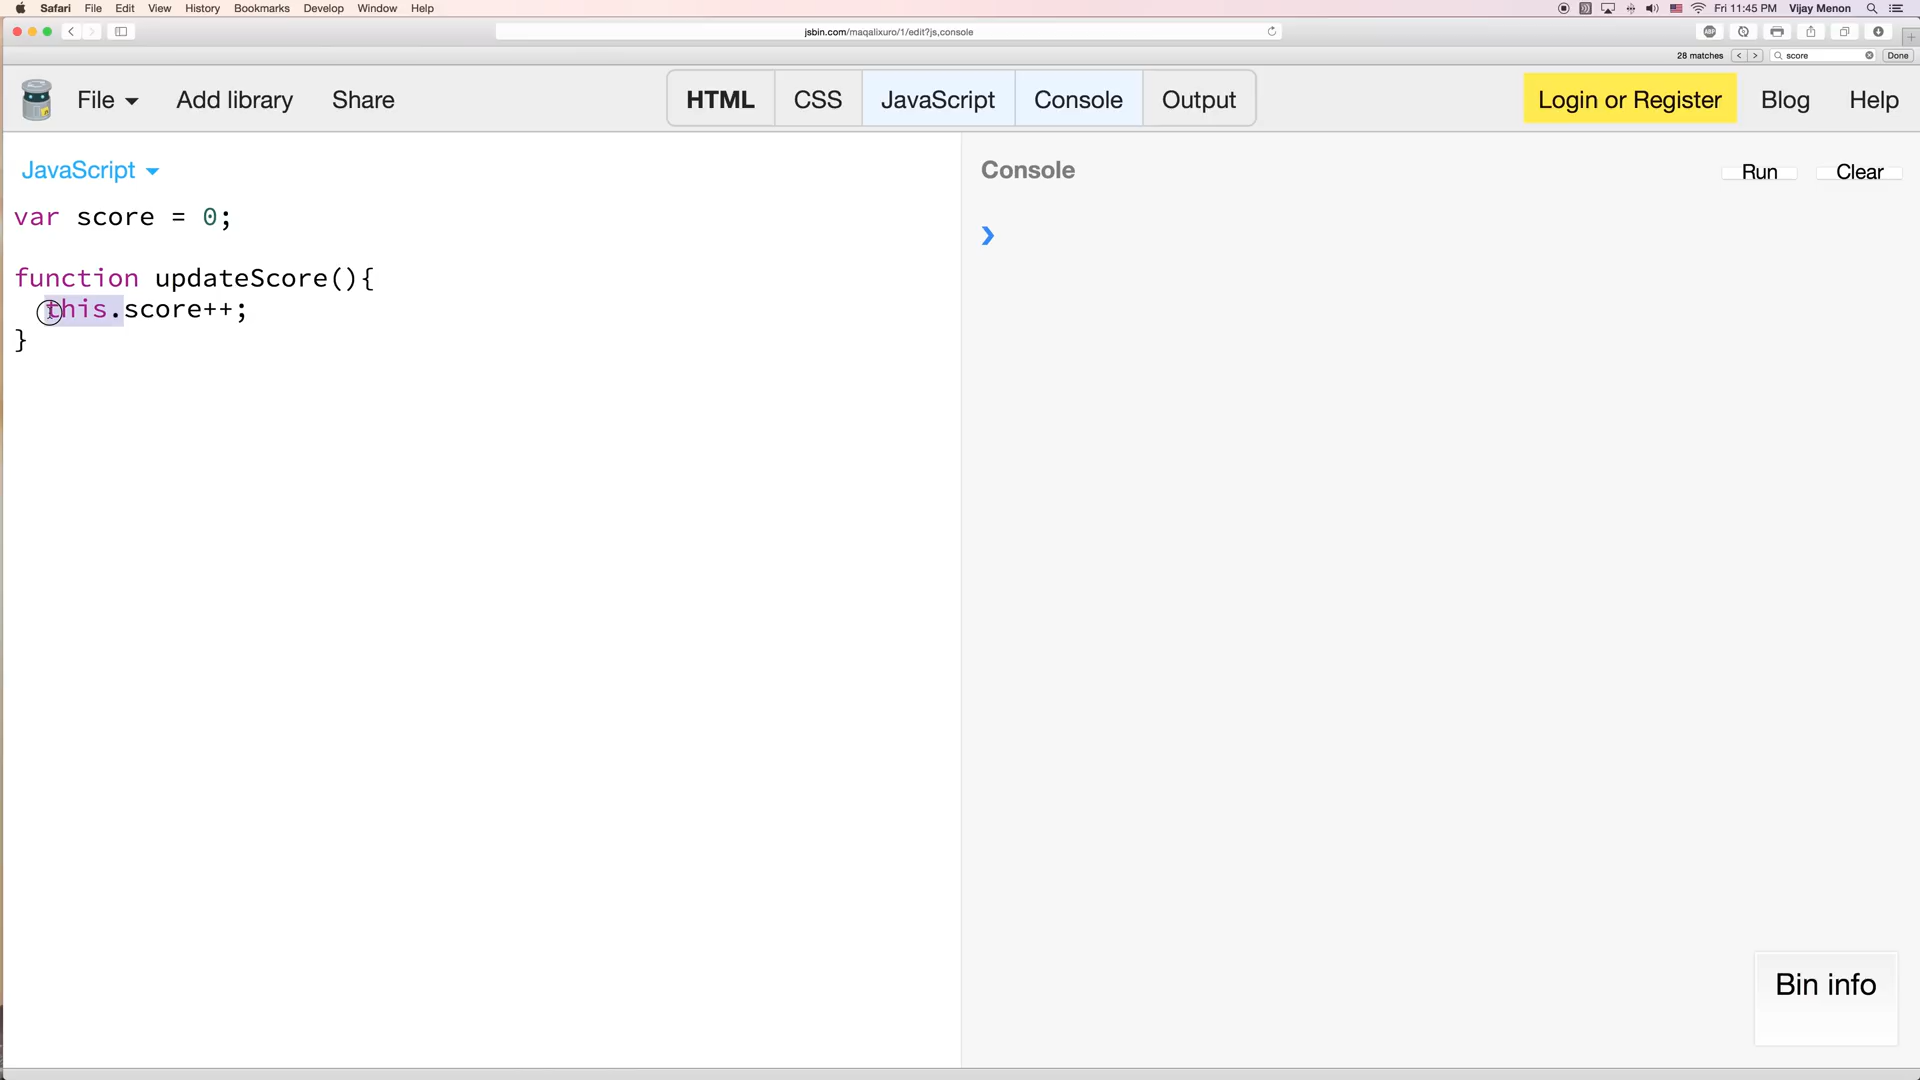 Safari File Edit View History Bookmarks Develop Window Help Fri 11:45 PM Vijay Menon
jsbin.com/maqalixuro/1/edit?js,console ABP
28 matches < > score Done
File Add library Share HTML CSS JavaScript Console Output Login or Register Blog Help
JavaScript
Console Run Clear
var score = 0;
function updateScore(){
this.score++;
}
Bin info